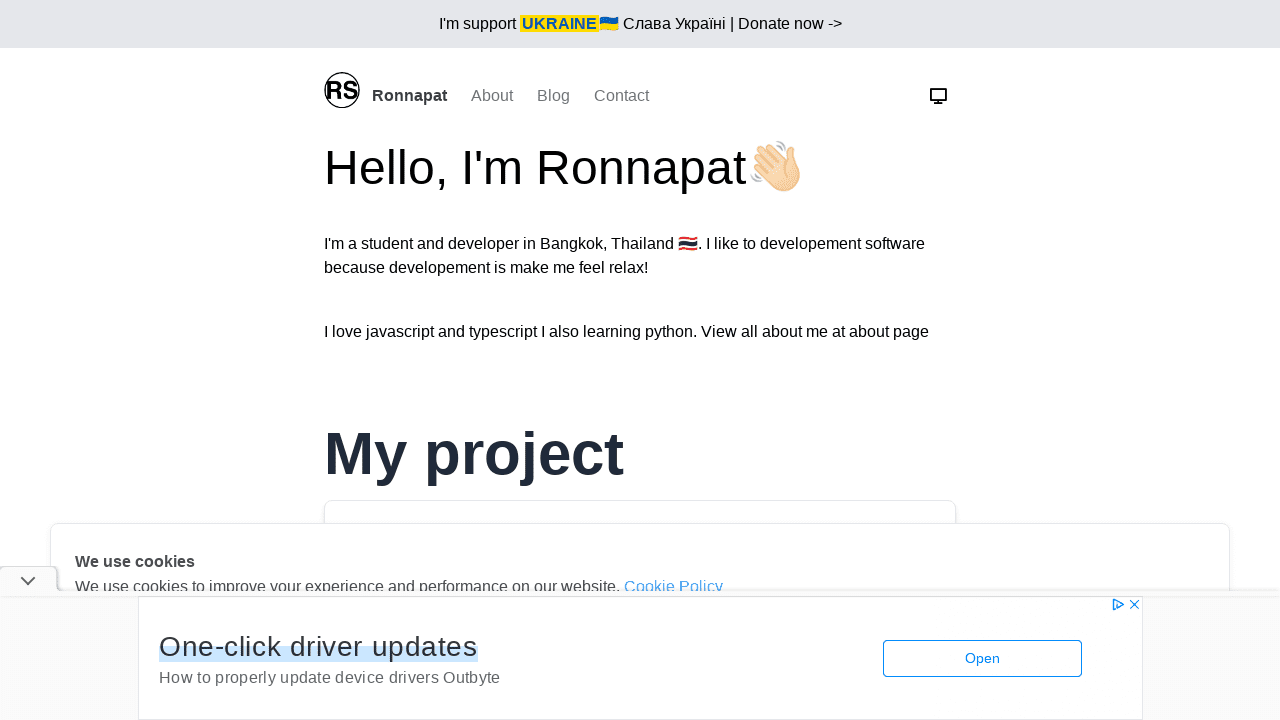 I'm support UKRAINE🇺🇦 Слава Україні | Donate now ->
RS Ronnapat About Blog Contact
Hello, I'm Ronnapat👋🏻
I'm a student and developer in Bangkok, Thailand 🇹🇭. I like to developement software
because developement is make me feel relax!
I love javascript and typescript I also learning python. View all about me at about page
My project
We use cookies
We use cookies to improve your experience and performance on our website. Cookie Policy
One-click driver updates
How to properly update device drivers Outbyte
Open